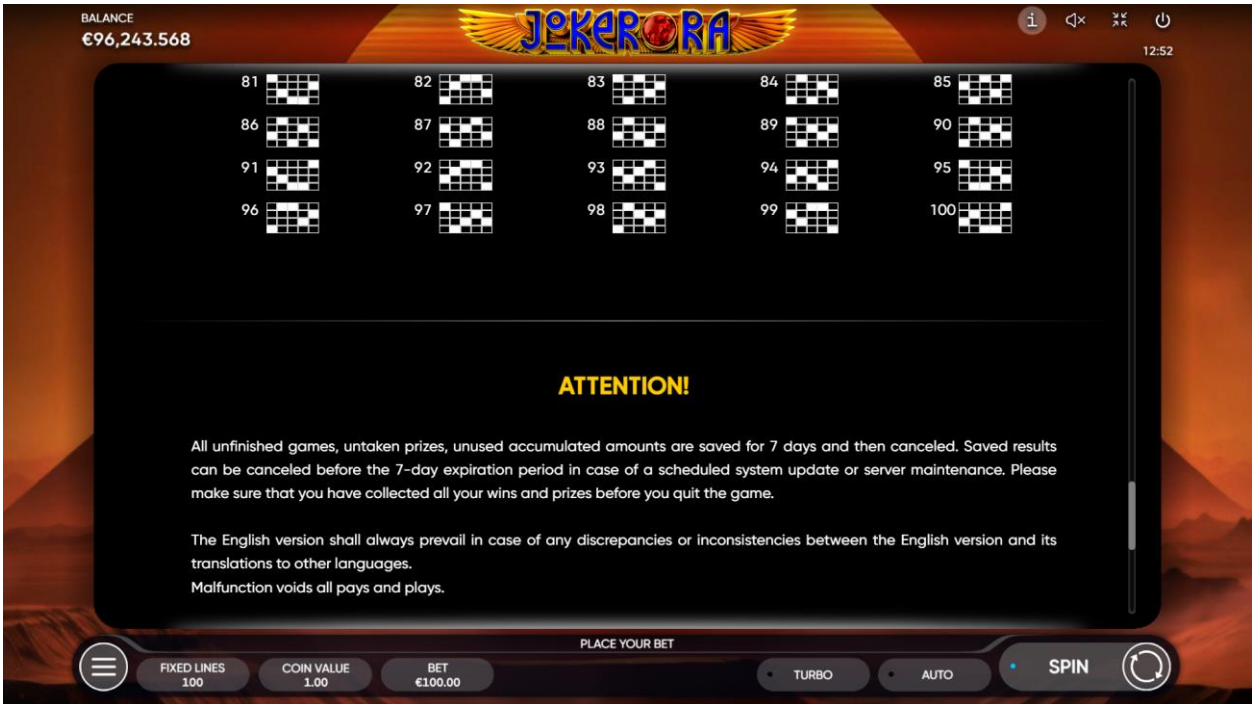 BALANCE
€96,243.568
JOKER RA
12:52
81 82 83 84 85
86 87 88 89 90
91 92 93 94 95
96 97 98 99 100
ATTENTION!
All unfinished games, untaken prizes, unused accumulated amounts are saved for 7 days and then canceled. Saved results
can be canceled before the 7-day expiration period in case of a scheduled system update or server maintenance. Please
make sure that you have collected all your wins and prizes before you quit the game.
The English version shall always prevail in case of any discrepancies or inconsistencies between the English version and its
translations to other languages.
Malfunction voids all pays and plays.
PLACE YOUR BET
FIXED LINES
100
COIN VALUE
1.00
BET
€100.00
TURBO
AUTO
SPIN